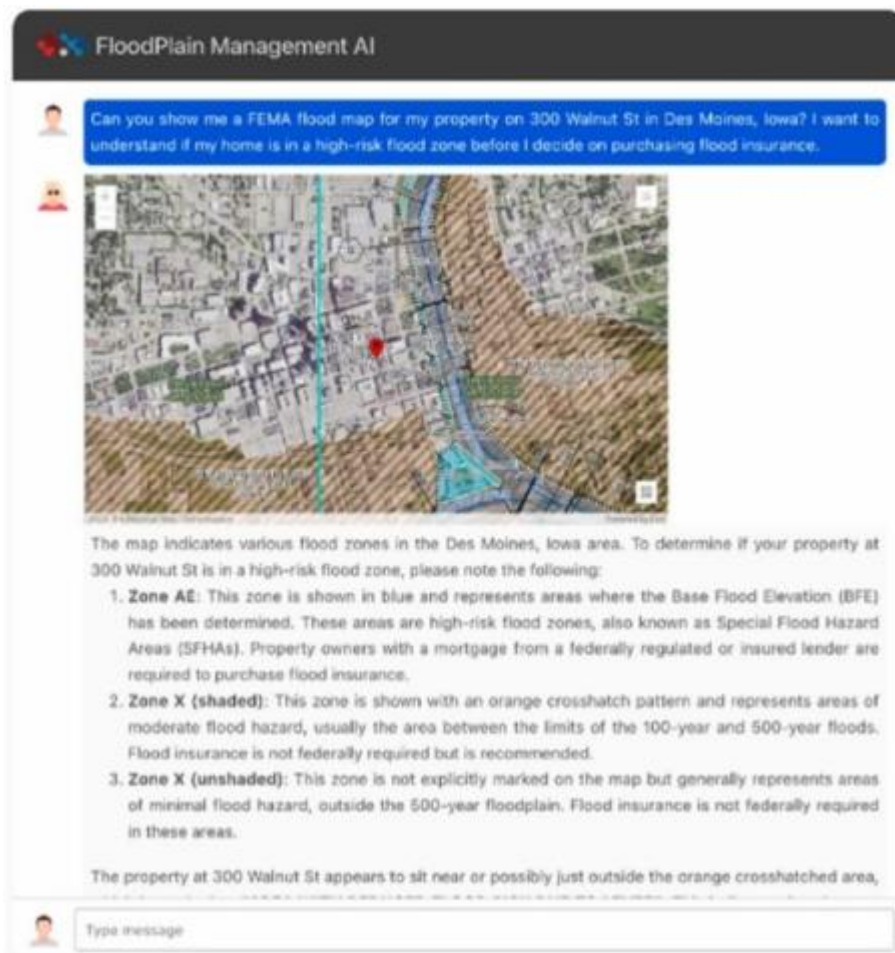 FloodPlain Management AI
Can you show me a FEMA flood map for my property on 300 Walnut St in Des Moines, Iowa? I want to
understand if my home is in a high-risk flood zone before I decide on purchasing flood insurance.
The map indicates various flood zones in the Des Moines, Iowa area. To determine if your property at
300 Walnut St is in a high-risk flood zone, please note the following:
1. Zone AE: This zone is shown in blue and represents areas where the Base Flood Elevation (BFE)
has been determined. These areas are high-risk flood zones, also known as Special Flood Hazard
Areas (SFHAs). Property owners with a mortgage from a federally regulated or insured lender are
required to purchase flood insurance.
2. Zone X (shaded): This zone is shown with an orange crosshatch pattern and represents areas of
moderate flood hazard, usually the area between the limits of the 100-year and 500-year floods.
Flood insurance is not federally required but is recommended.
3. Zone X (unshaded): This zone is not explicitly marked on the map but generally represents areas
of minimal flood hazard, outside the 500-year floodplain. Flood insurance is not federally required
in these areas.
The property at 300 Walnut St appears to sit near or possibly just outside the orange crosshatched area,
Type message